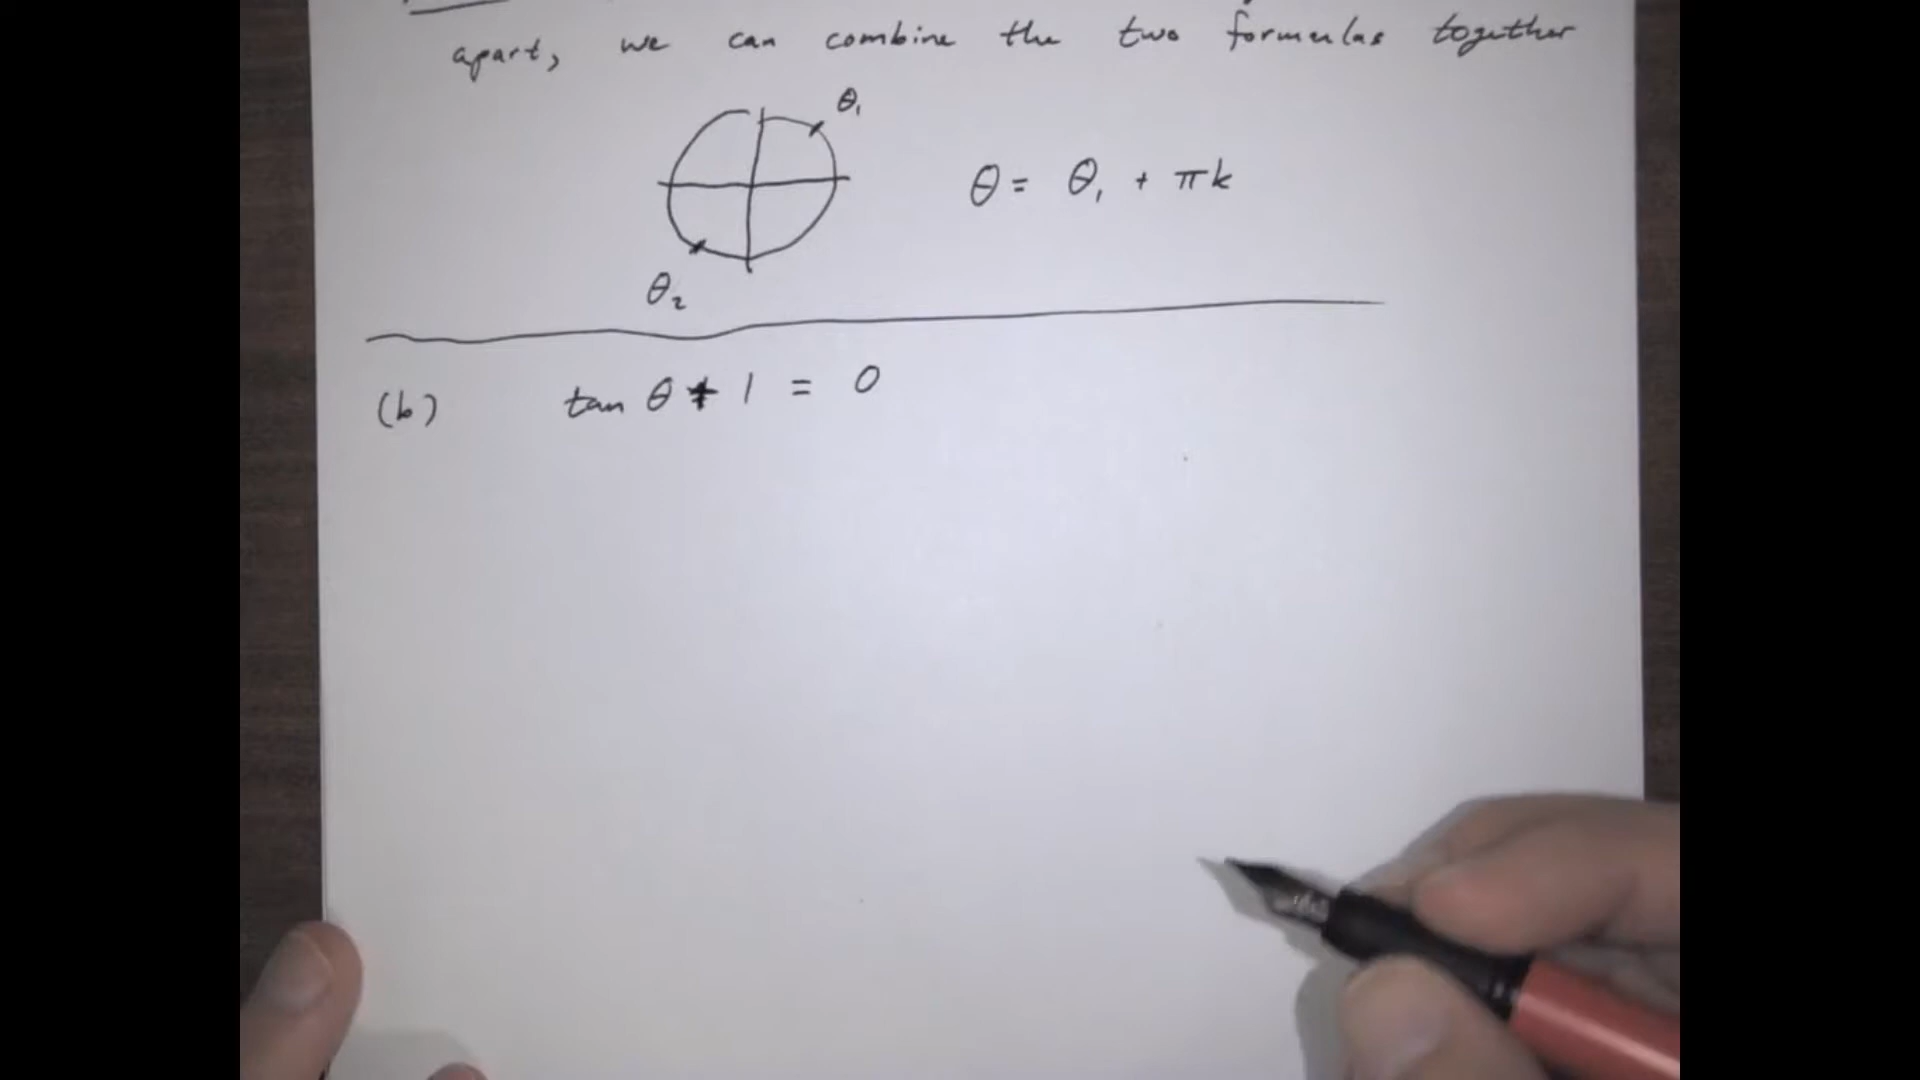 apart, we can combine the two formulas together
θ₁
θ = θ₁ + πk
θ₂
(b) tan θ + 1 = 0